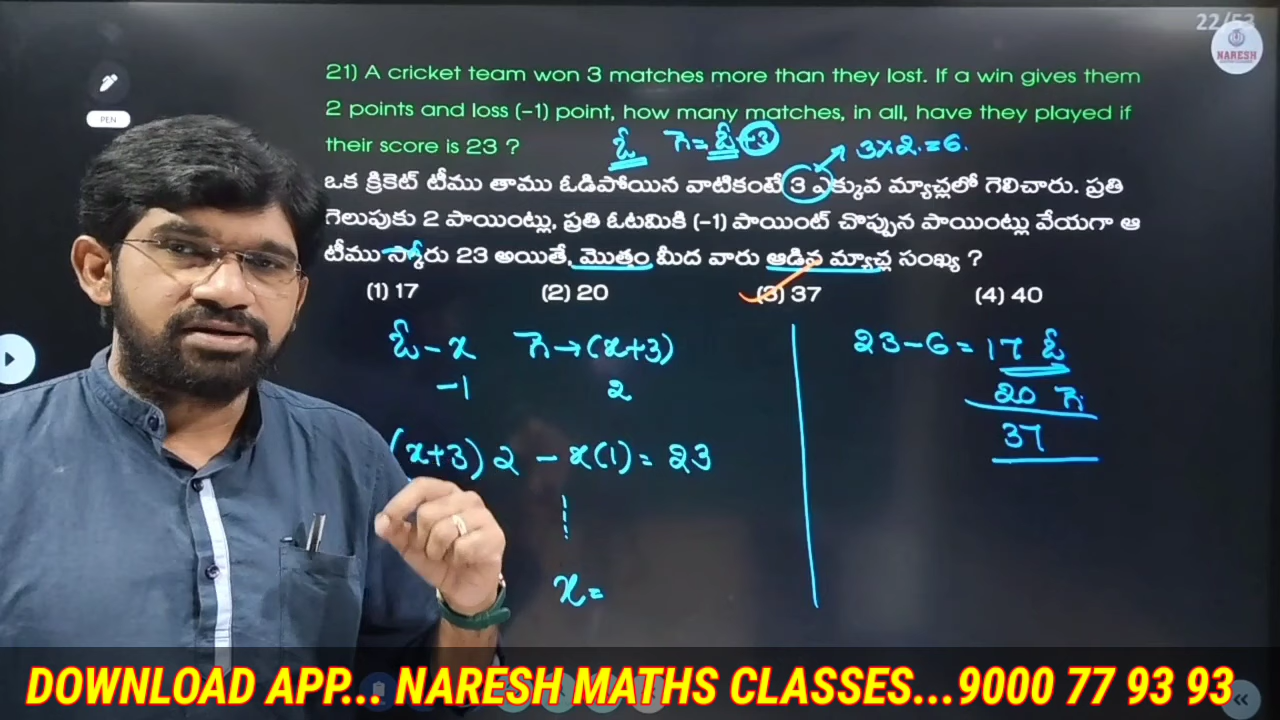 22/53
NARESH
PEN
21) A cricket team won 3 matches more than they lost. If a win gives them
2 points and loss (-1) point, how many matches, in all, have they played if
their score is 23 ?
ఓ గె=ఓ+3 3×2.=6.
ఒక క్రికెట్ టీము తాము ఓడిపోయిన వాటికంటే 3 ఎక్కువ మ్యాచ్లలో గెలిచారు. ప్రతి
గెలుపుకు 2 పాయింట్లు, ప్రతి ఓటమికి (-1) పాయింట్ చొప్పున పాయింట్లు వేయగా ఆ
టీము స్కోరు 23 అయితే, మొత్తం మీద వారు ఆడిన మ్యాచ్ల సంఖ్య ?
(1) 17 (2) 20 (3) 37 (4) 40
ఓ - x గె→(x+3) 23-6=17 ఓ
-1 2 20 గె
(x+3)2 - x(1)=23 37
x=
DOWNLOAD APP... NARESH MATHS CLASSES...9000 77 93 93